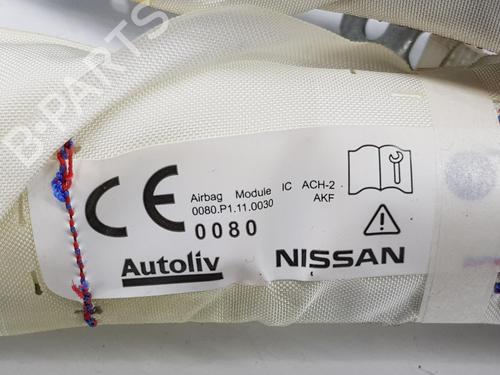 B-PARTS
CE
Airbag Module IC ACH-2
0080.P1.11.0030 AKF
0080
Autoliv
NISSAN